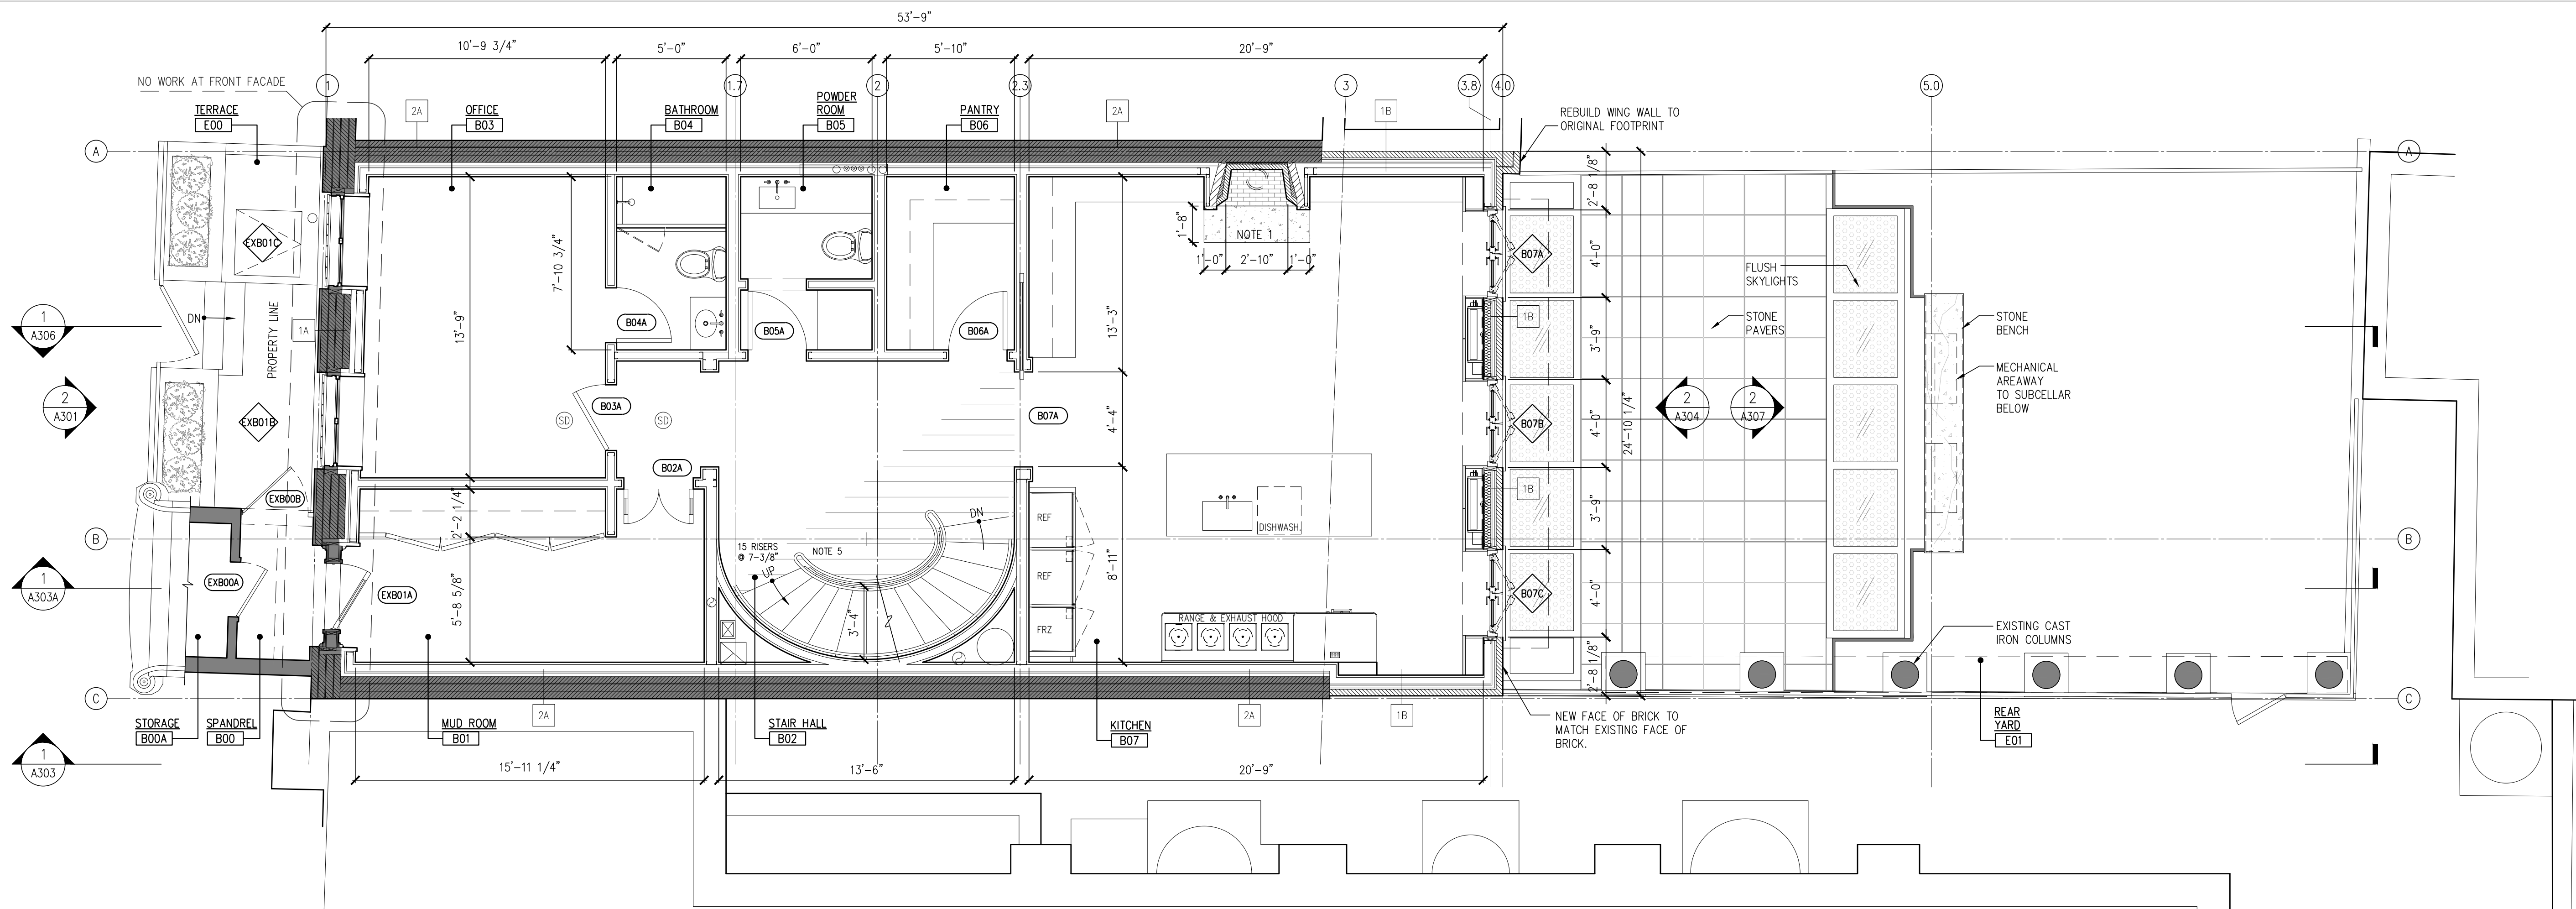 53'-9"
10'-9 3/4"
5'-0"
6'-0"
5'-10"
20'-9"
NO WORK AT FRONT FACADE
1
1.7
2
2.3
3
3.8
4.0
5.0
TERRACE
E00
2A
OFFICE
B03
BATHROOM
B04
POWDER
ROOM
B05
PANTRY
B06
2A
1B
REBUILD WING WALL TO
ORIGINAL FOOTPRINT
A
A
2'-8 1/8"
EXB01C
7'-10 3/4"
1'-8"
NOTE 1
1'-0"
2'-10"
1'-0"
B07A
4'-0"
FLUSH
SKYLIGHTS
1
A306
DN
PROPERTY LINE
1A
13'-9"
B04A
B05A
B06A
13'-3"
1B
3'-9"
STONE
PAVERS
STONE
BENCH
2
A301
EXB01B
B03A
SD
SD
B07A
4'-4"
B07B
4'-0"
24'-10 1/4"
2
A304
2
A307
MECHANICAL
AREAWAY
TO SUBCELLAR
BELOW
B02A
EXB00B
2'-2 1/4"
REF
DISHWASH.
1B
3'-9"
DN
B
B
15 RISERS
@ 7-3/8"
NOTE 5
UP
1
A303A
EXB00A
EXB01A
5'-8 5/8"
3'-4"
REF
8'-11"
B07C
4'-0"
FRZ
RANGE & EXHAUST HOOD
EXISTING CAST
IRON COLUMNS
2'-8 1/8"
C
C
STORAGE
B00A
SPANDREL
B00
MUD ROOM
B01
2A
STAIR HALL
B02
KITCHEN
B07
2A
1B
NEW FACE OF BRICK TO
MATCH EXISTING FACE OF
BRICK.
REAR
YARD
E01
1
A303
15'-11 1/4"
13'-6"
20'-9"